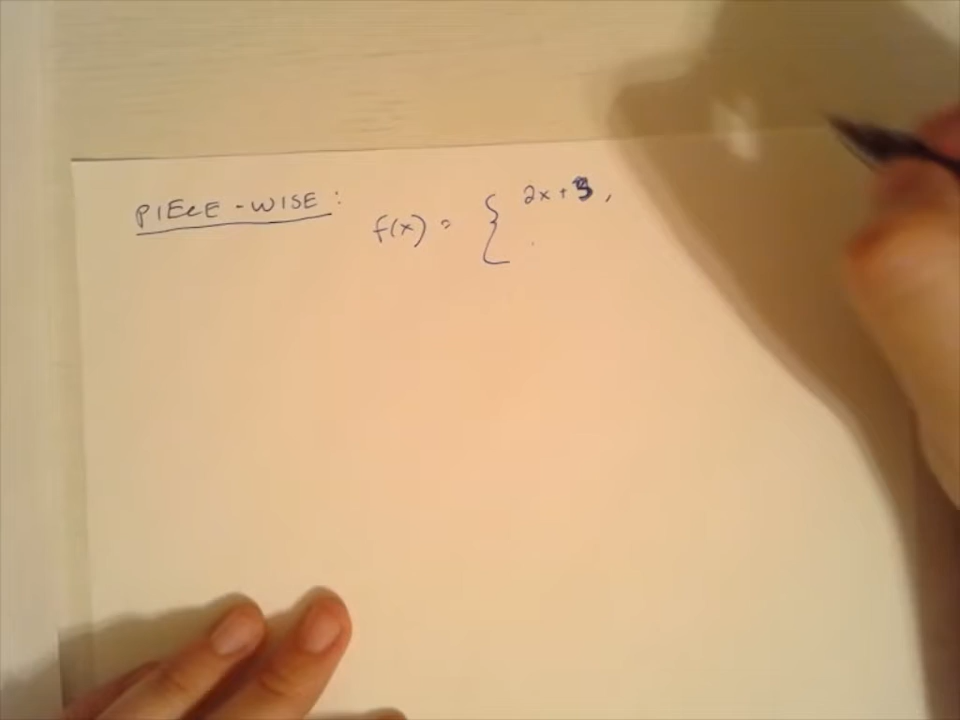 PIECE-WISE:
f(x) = { 2x+3,